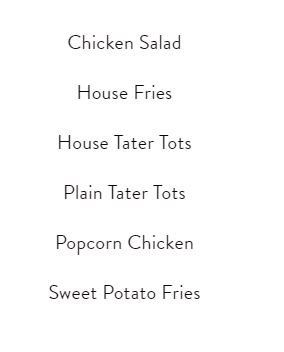 Chicken Salad
House Fries
House Tater Tots
Plain Tater Tots
Popcorn Chicken
Sweet Potato Fries